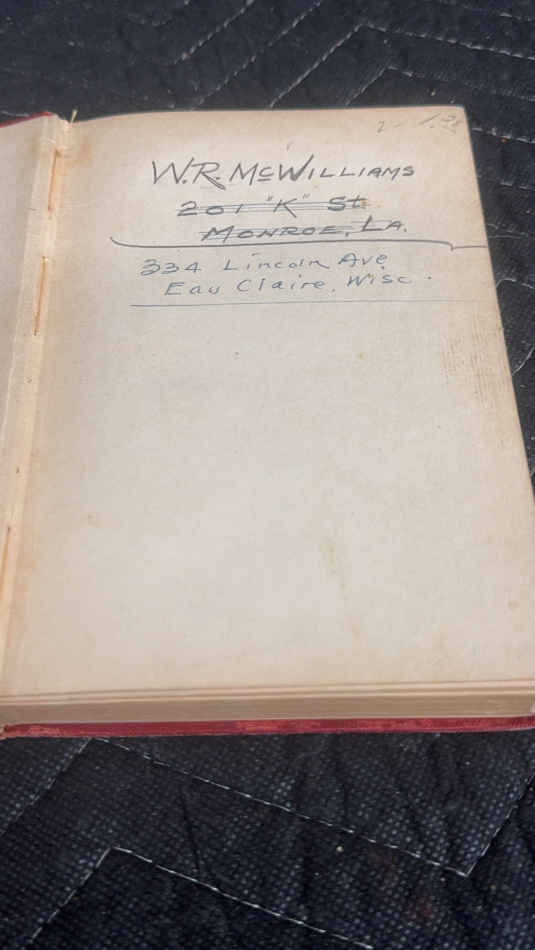 W.R. McWILLIAMS
201 "K" St
MONROE, LA.
334 Lincoln Ave
Eau Claire, Wisc.